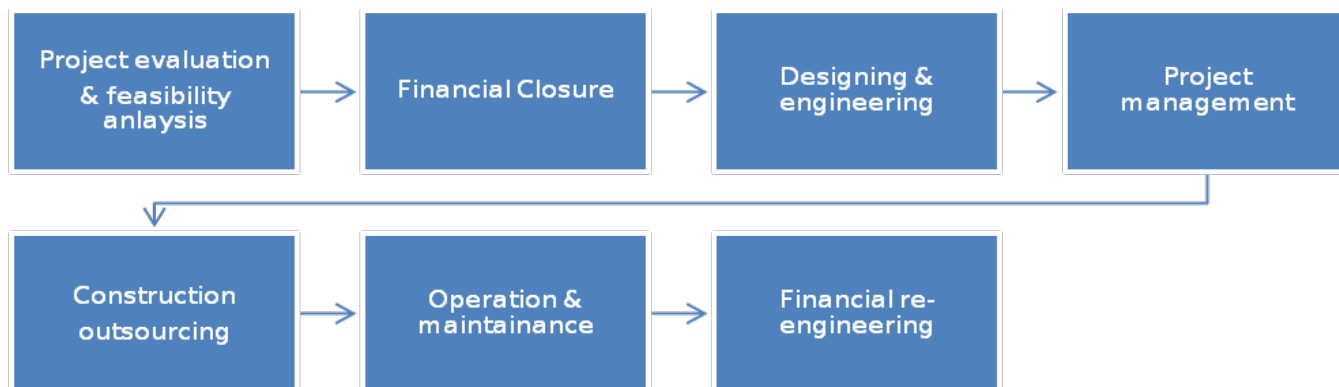 Project evaluation
& feasibility
anlaysis
Financial Closure
Designing &
engineering
Project
management
Construction
outsourcing
Operation &
maintainance
Financial re-
engineering